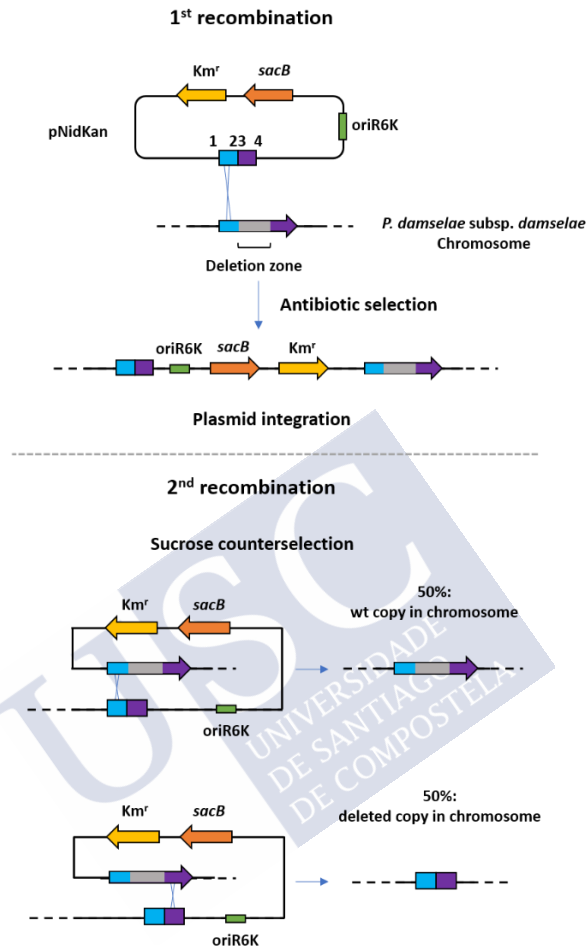 1st recombination
Kmr
sacB
pNidKan
oriR6K
1 23 4
P. damselae subsp. damselae
Chromosome
Deletion zone
Antibiotic selection
oriR6K
sacB
Kmr
Plasmid integration
2nd recombination
Sucrose counterselection
Kmr
sacB
50%:
wt copy in chromosome
oriR6K
50%:
deleted copy in chromosome
Kmr
sacB
oriR6K
USC
UNIVERSIDADE
DE SANTIAGO
DE COMPOSTELA